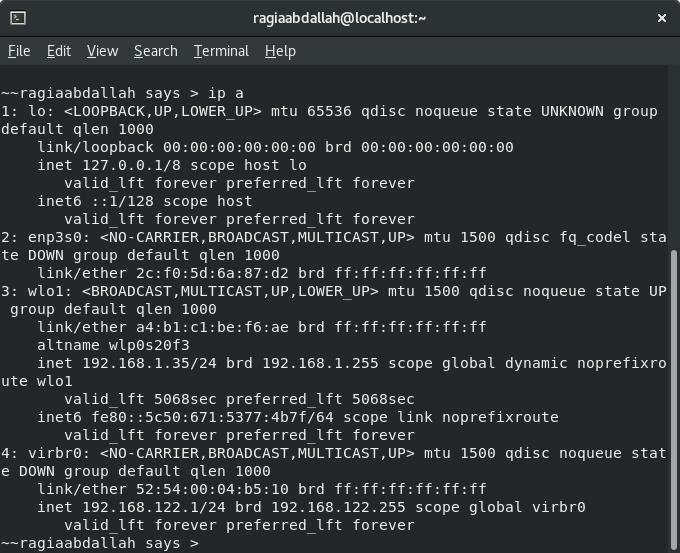 ragiaabdallah@localhost:~
File Edit View Search Terminal Help
~~ragiaabdallah says > ip a
1: lo: <LOOPBACK,UP,LOWER_UP> mtu 65536 qdisc noqueue state UNKNOWN group
default qlen 1000
    link/loopback 00:00:00:00:00:00 brd 00:00:00:00:00:00
    inet 127.0.0.1/8 scope host lo
       valid_lft forever preferred_lft forever
    inet6 ::1/128 scope host
       valid_lft forever preferred_lft forever
2: enp3s0: <NO-CARRIER,BROADCAST,MULTICAST,UP> mtu 1500 qdisc fq_codel sta
te DOWN group default qlen 1000
    link/ether 2c:f0:5d:6a:87:d2 brd ff:ff:ff:ff:ff:ff
3: wlo1: <BROADCAST,MULTICAST,UP,LOWER_UP> mtu 1500 qdisc noqueue state UP
 group default qlen 1000
    link/ether a4:b1:c1:be:f6:ae brd ff:ff:ff:ff:ff:ff
    altname wlp0s20f3
    inet 192.168.1.35/24 brd 192.168.1.255 scope global dynamic noprefixro
ute wlo1
       valid_lft 5068sec preferred_lft 5068sec
    inet6 fe80::5c50:671:5377:4b7f/64 scope link noprefixroute
       valid_lft forever preferred_lft forever
4: virbr0: <NO-CARRIER,BROADCAST,MULTICAST,UP> mtu 1500 qdisc noqueue stat
e DOWN group default qlen 1000
    link/ether 52:54:00:04:b5:10 brd ff:ff:ff:ff:ff:ff
    inet 192.168.122.1/24 brd 192.168.122.255 scope global virbr0
       valid_lft forever preferred_lft forever
~~ragiaabdallah says >